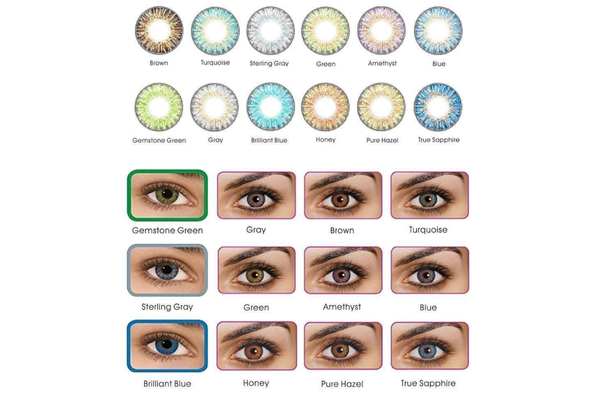 Brown Turquoise Sterling Gray Green Amethyst Blue
Gemstone Green Gray Brilliant Blue Honey Pure Hazel True Sapphire
Gemstone Green Gray Brown Turquoise
Sterling Gray Green Amethyst Blue
Brilliant Blue Honey Pure Hazel True Sapphire